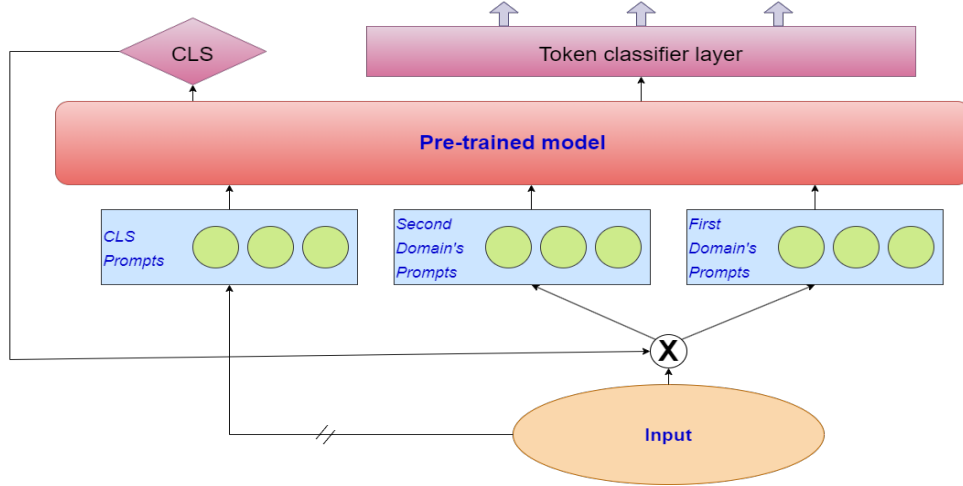 CLS
Token classifier layer
Pre-trained model
CLS
Prompts
Second
Domain's
Prompts
First
Domain's
Prompts
X
Input